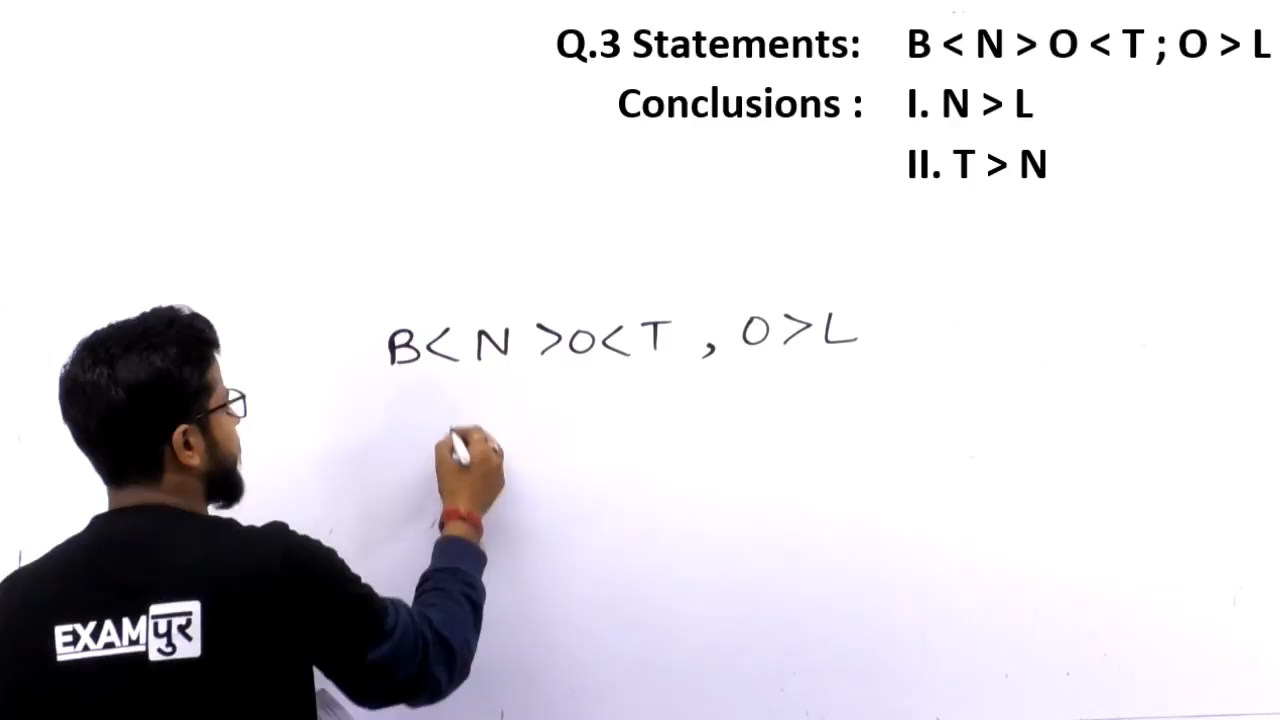 Q.3 Statements: B < N > O < T ; O > L
Conclusions : I. N > L
II. T > N
B < N > O < T , O > L
EXAMपुर